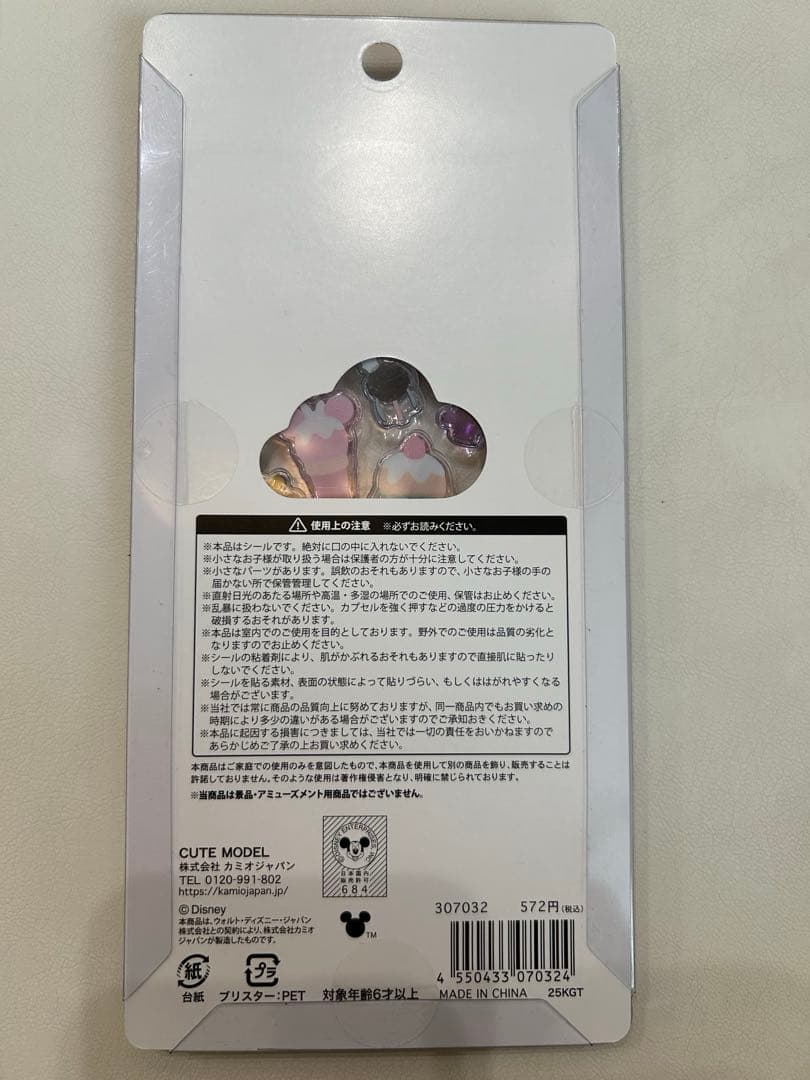 使用上の注意 ※必ずお読みください。
※本品はシールです。絶対に口の中に入れないでください。
※小さなお子様が取り扱う場合は保護者の方が十分に注意してください。
※小さなパーツがあります。誤飲のおそれもありますので、小さなお子様の手の
届かない所で保管管理してください。
※直射日光のあたる場所や高温・多湿の場所でのご使用、保管はお止めください。
※乱暴に扱わないでください。カプセルを強く押すなどの過度の圧力をかけると
破損するおそれがあります。
※本品は室内でのご使用を目的としております。野外でのご使用は品質の劣化と
なりますのでお止めください。
※シールの粘着剤により、肌がかぶれるおそれもありますので直接肌に貼ったり
しないでください。
※シールを貼る素材、表面の状態によって貼りづらい、もしくははがれやすくなる
場合がございます。
※当社では常に商品の品質向上に努めておりますが、同一商品内でもお買い求めの
時期により多少の違いがある場合がございますのでご承知おきください。
※本品に起因する損害につきましては、当社では一切の責任をおいかねますので
あらかじめご了承の上お買い求めください。
本商品はご家庭での使用のみを意図したもので、本商品を使用して別の商品を飾り、販売することは
許諾しておりません。そのような使用は著作権侵害となり、明確に禁じられております。
※当商品は景品・アミューズメント用商品ではございません。
CUTE MODEL
株式会社 カミオジャパン
TEL 0120-991-802
https://kamiojapan.jp/
©Disney
本商品は、ウォルト・ディズニー・ジャパン
株式会社との契約により、株式会社カミオ
ジャパンが製造したものです。
©DISNEY ENTERPRISES, INC.
日本国内
販売許可
684
TM
307032 572円(税込)
4 550433 070324
紙
台紙
プラ
ブリスター:PET
対象年齢6才以上
MADE IN CHINA 25KGT